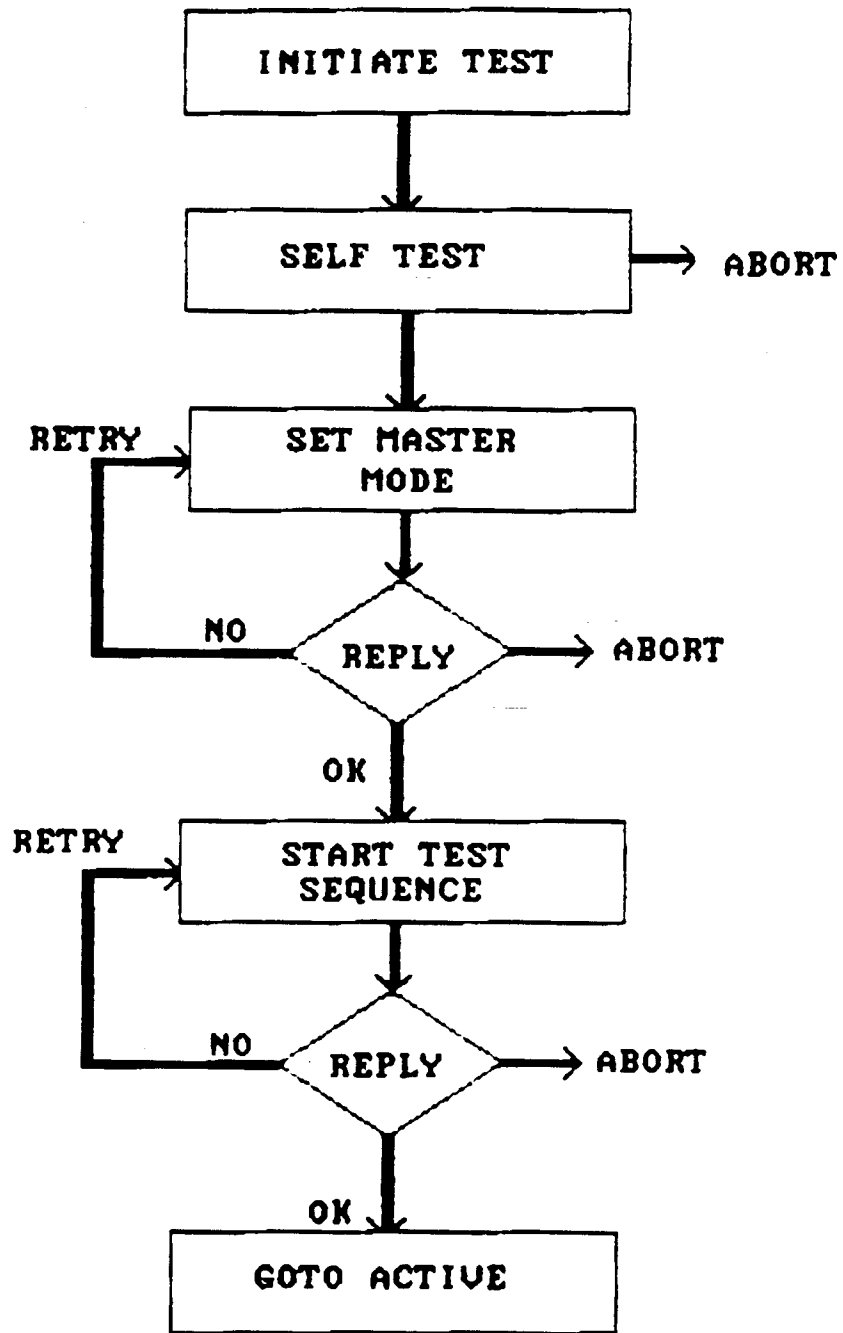 INITIATE TEST
SELF TEST
ABORT
RETRY
SET MASTER
MODE
NO
REPLY
ABORT
OK
RETRY
START TEST
SEQUENCE
NO
REPLY
ABORT
OK
GOTO ACTIVE